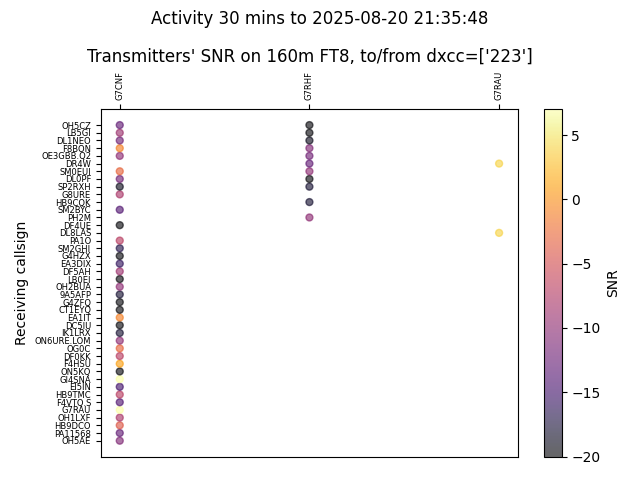 Activity 30 mins to 2025-08-20 21:35:48
Transmitters' SNR on 160m FT8, to/from dxcc=['223']
G7CNF
G7RHF
G7RAU
OH5CZ
LB5GI
DL1NEO
F8BQN
OE3GBB.O2
DR4W
SM0EUI
DL0PF
SP2RXH
G8URE
HB9CQK
SM2BYC
PH2M
DF4UE
DL8LAS
PA1O
SM2GHI
G4HZX
EA3DIX
DF5AH
LB0EI
OH2BUA
9A5AFP
G4ZFQ
CT1EYQ
EA1IT
DC5IU
IK1LRX
ON6URE.LOM
OG0C
DF0KK
F4HSU
ON5KQ
GI4SNA
EI5IN
HB9TMC
F4VTQ.S
G7RAU
OH1LXF
HB9DCO
PA11568
OH5AE
Receiving callsign
5
0
−5
−10
−15
−20
SNR